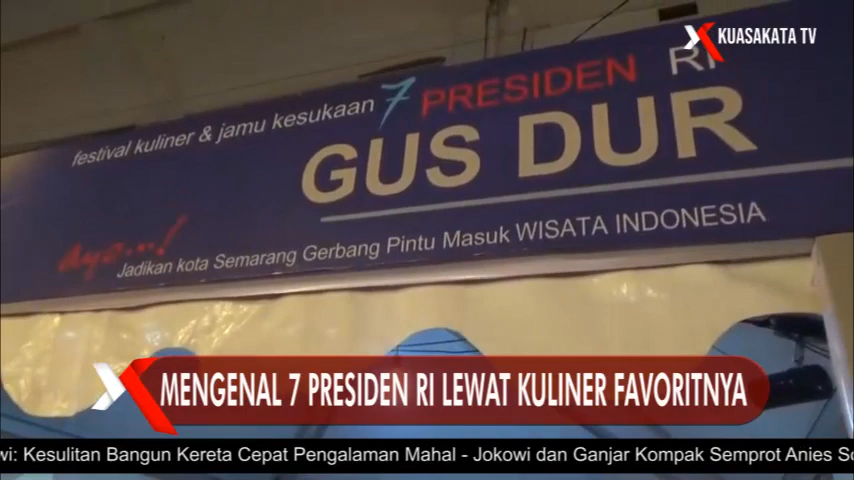 KUASAKATA TV
festival kuliner & jamu kesukaan 7 PRESIDEN RI
GUS DUR
ayo...!
Jadikan kota Semarang Gerbang Pintu Masuk WISATA INDONESIA
MENGENAL 7 PRESIDEN RI LEWAT KULINER FAVORITNYA
wi: Kesulitan Bangun Kereta Cepat Pengalaman Mahal - Jokowi dan Ganjar Kompak Semprot Anies So